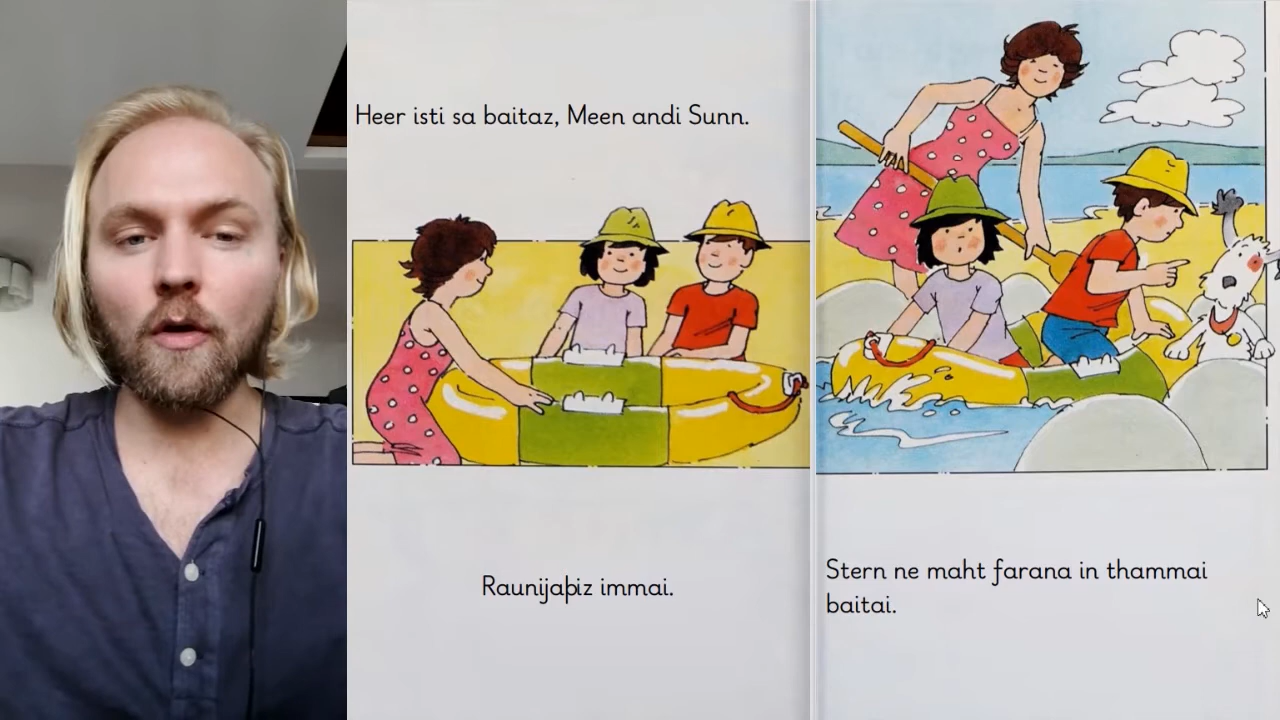 Heer isti sa baitaz, Meen andi Sunn.
Raunijaþiz immai.
Stern ne maht farana in thammai
baitai.